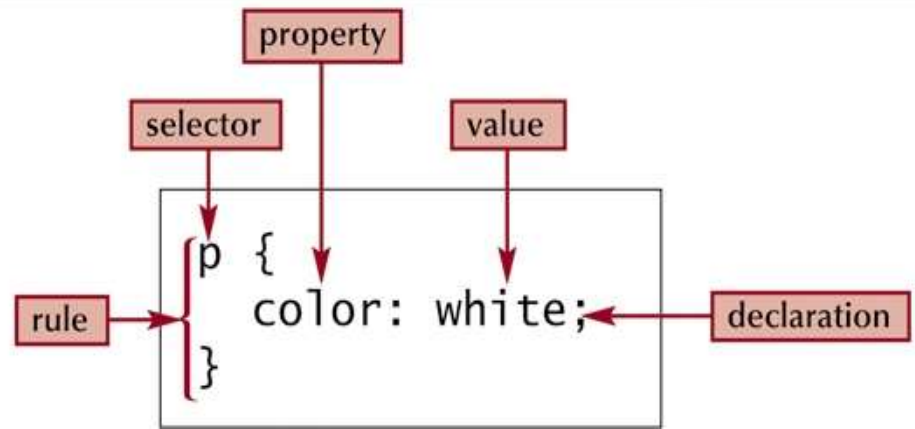 property
selector
value
p {
rule
color: white;
declaration
}